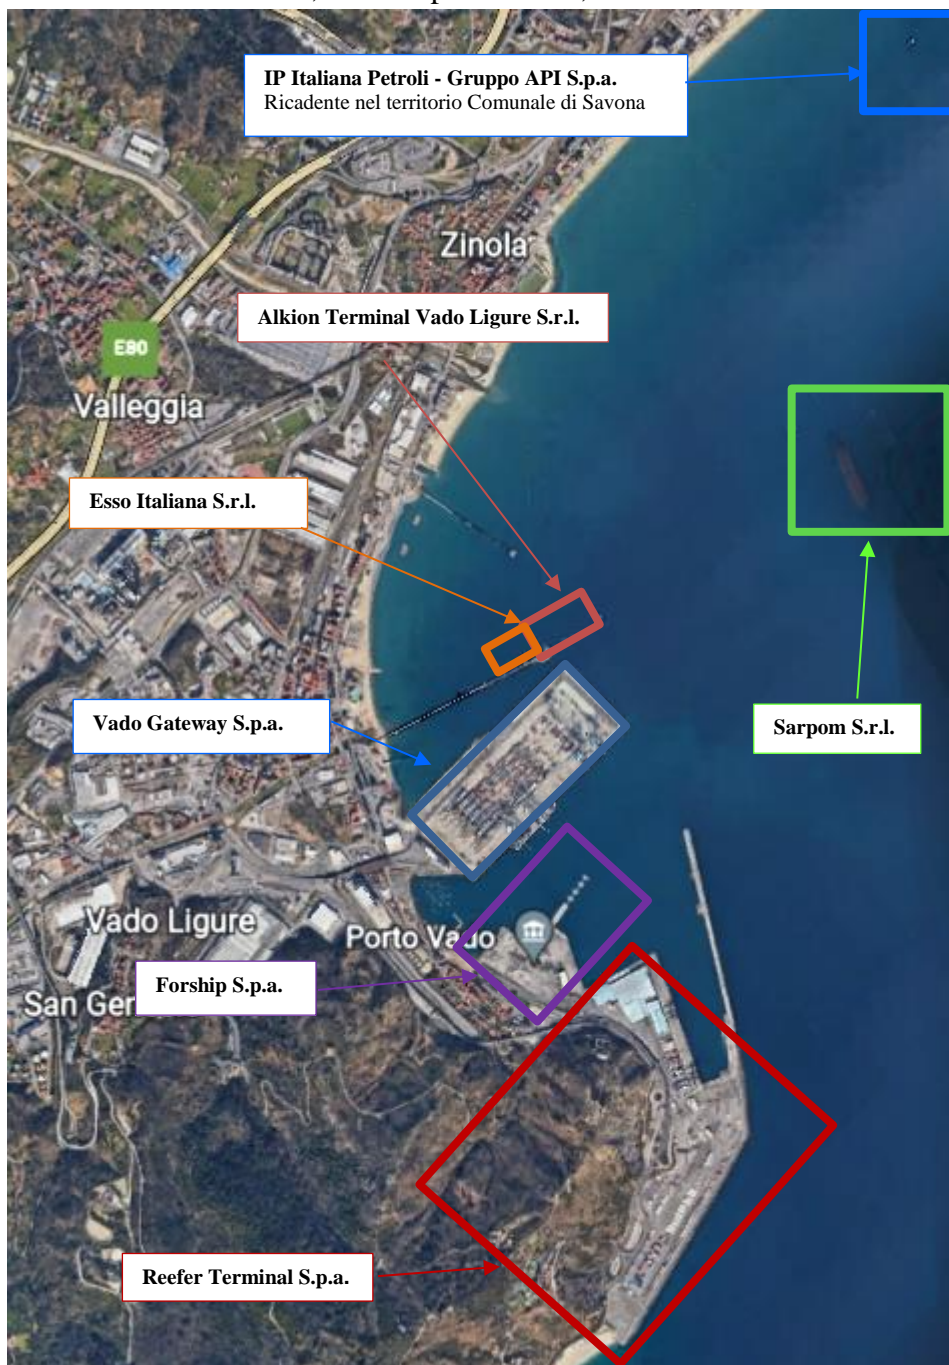 IP Italiana Petroli - Gruppo API S.p.a.
Ricadente nel territorio Comunale di Savona
Zinola
Alkion Terminal Vado Ligure S.r.l.
E80
Valleggia
Esso Italiana S.r.l.
Vado Gateway S.p.a.
Sarpom S.r.l.
Vado Ligure
Porto Vado
Forship S.p.a.
San Gen
Reefer Terminal S.p.a.